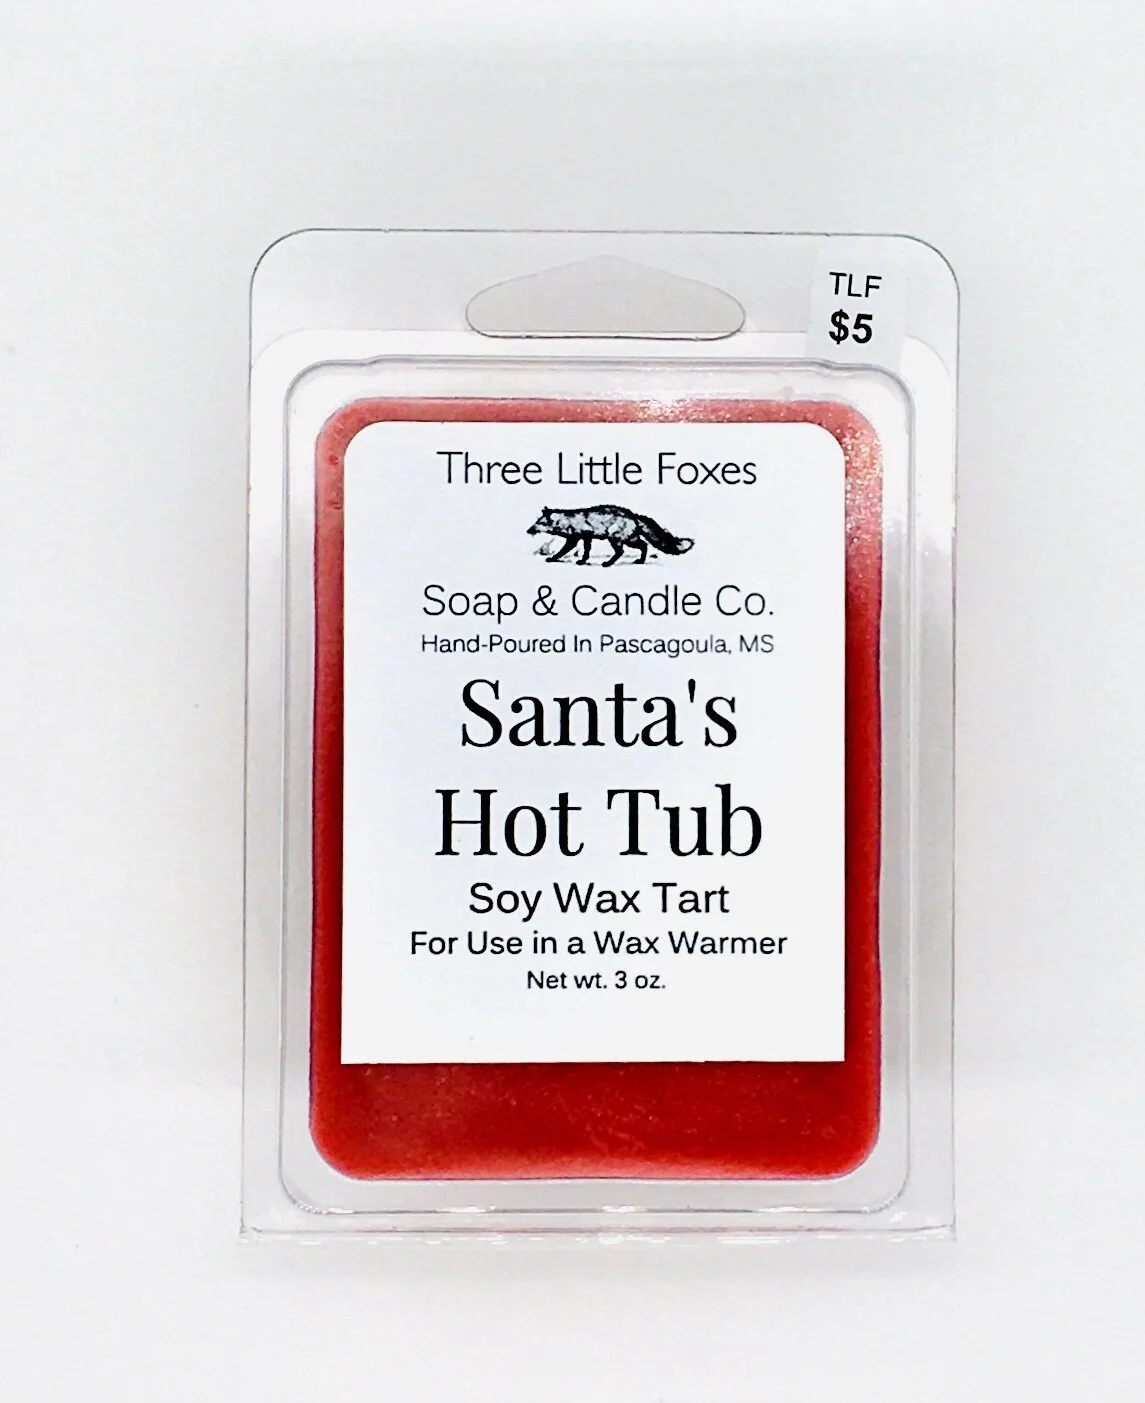 TLF
$5
Three Little Foxes
Soap & Candle Co.
Hand-Poured In Pascagoula, MS
Santa's
Hot Tub
Soy Wax Tart
For Use in a Wax Warmer
Net wt. 3 oz.